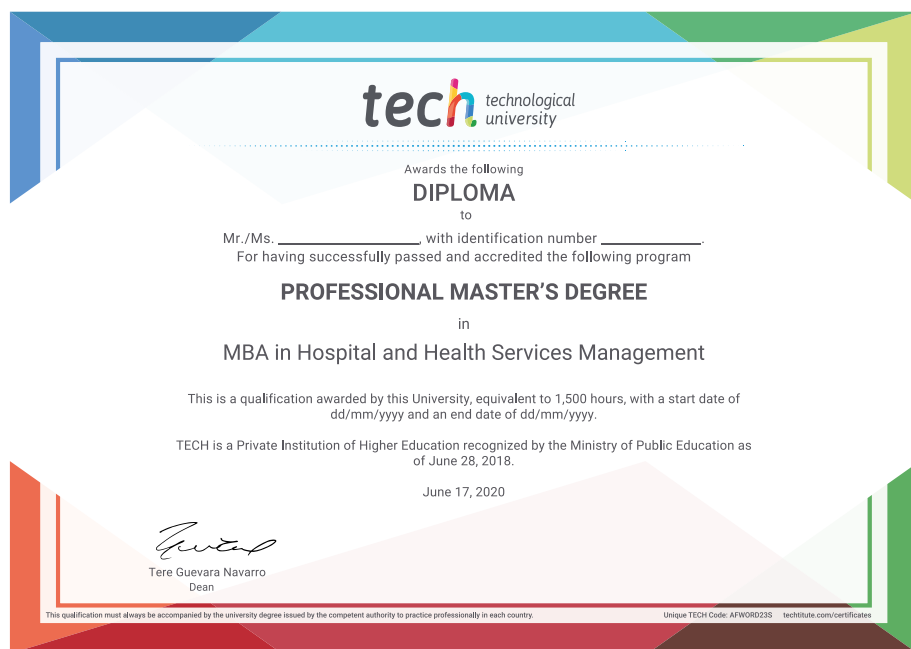 tech technological
university
Awards the following
DIPLOMA
to
Mr./Ms. _________________, with identification number ____________.
For having successfully passed and accredited the following program
PROFESSIONAL MASTER'S DEGREE
in
MBA in Hospital and Health Services Management
This is a qualification awarded by this University, equivalent to 1,500 hours, with a start date of
dd/mm/yyyy and an end date of dd/mm/yyyy.
TECH is a Private Institution of Higher Education recognized by the Ministry of Public Education as
of June 28, 2018.
June 17, 2020
Tere Guevara Navarro
Dean
This qualification must always be accompanied by the university degree issued by the competent authority to practice professionally in each country. Unique TECH Code: AFWORD23S techtitute.com/certificates